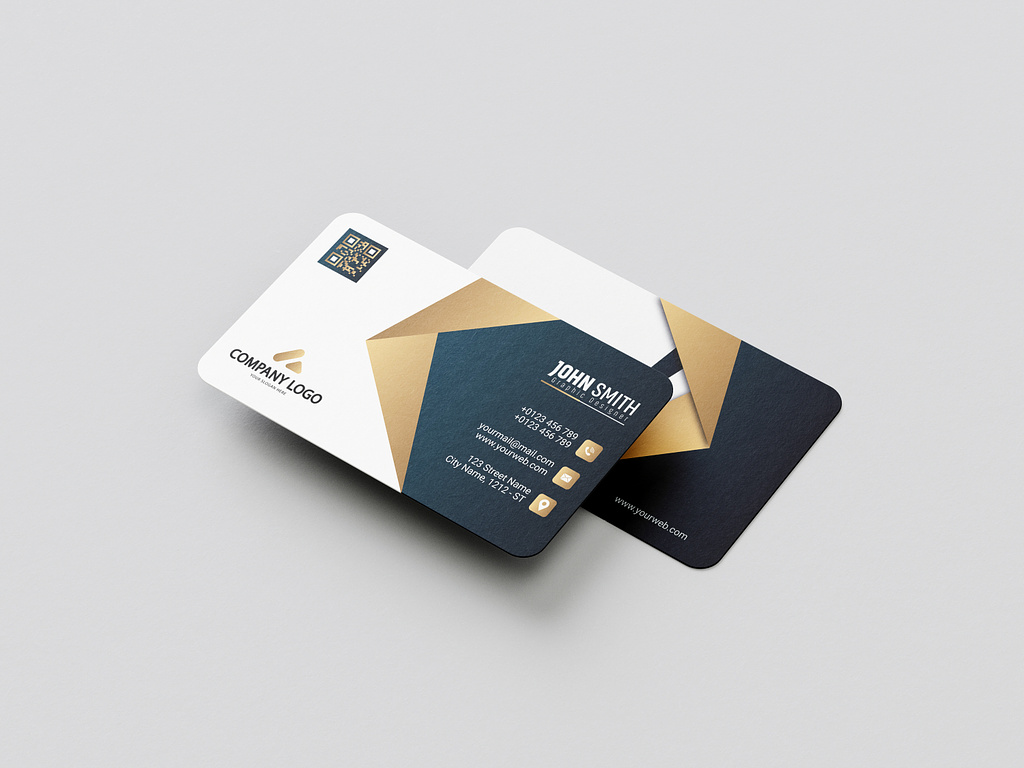 COMPANY LOGO
YOUR SLOGAN HERE
JOHN SMITH
Graphic Designer
+0123 456 789
+0123 456 789
yourmail@mail.com
www.yourweb.com
123 Street Name
City Name, 1212 - ST
www.yourweb.com